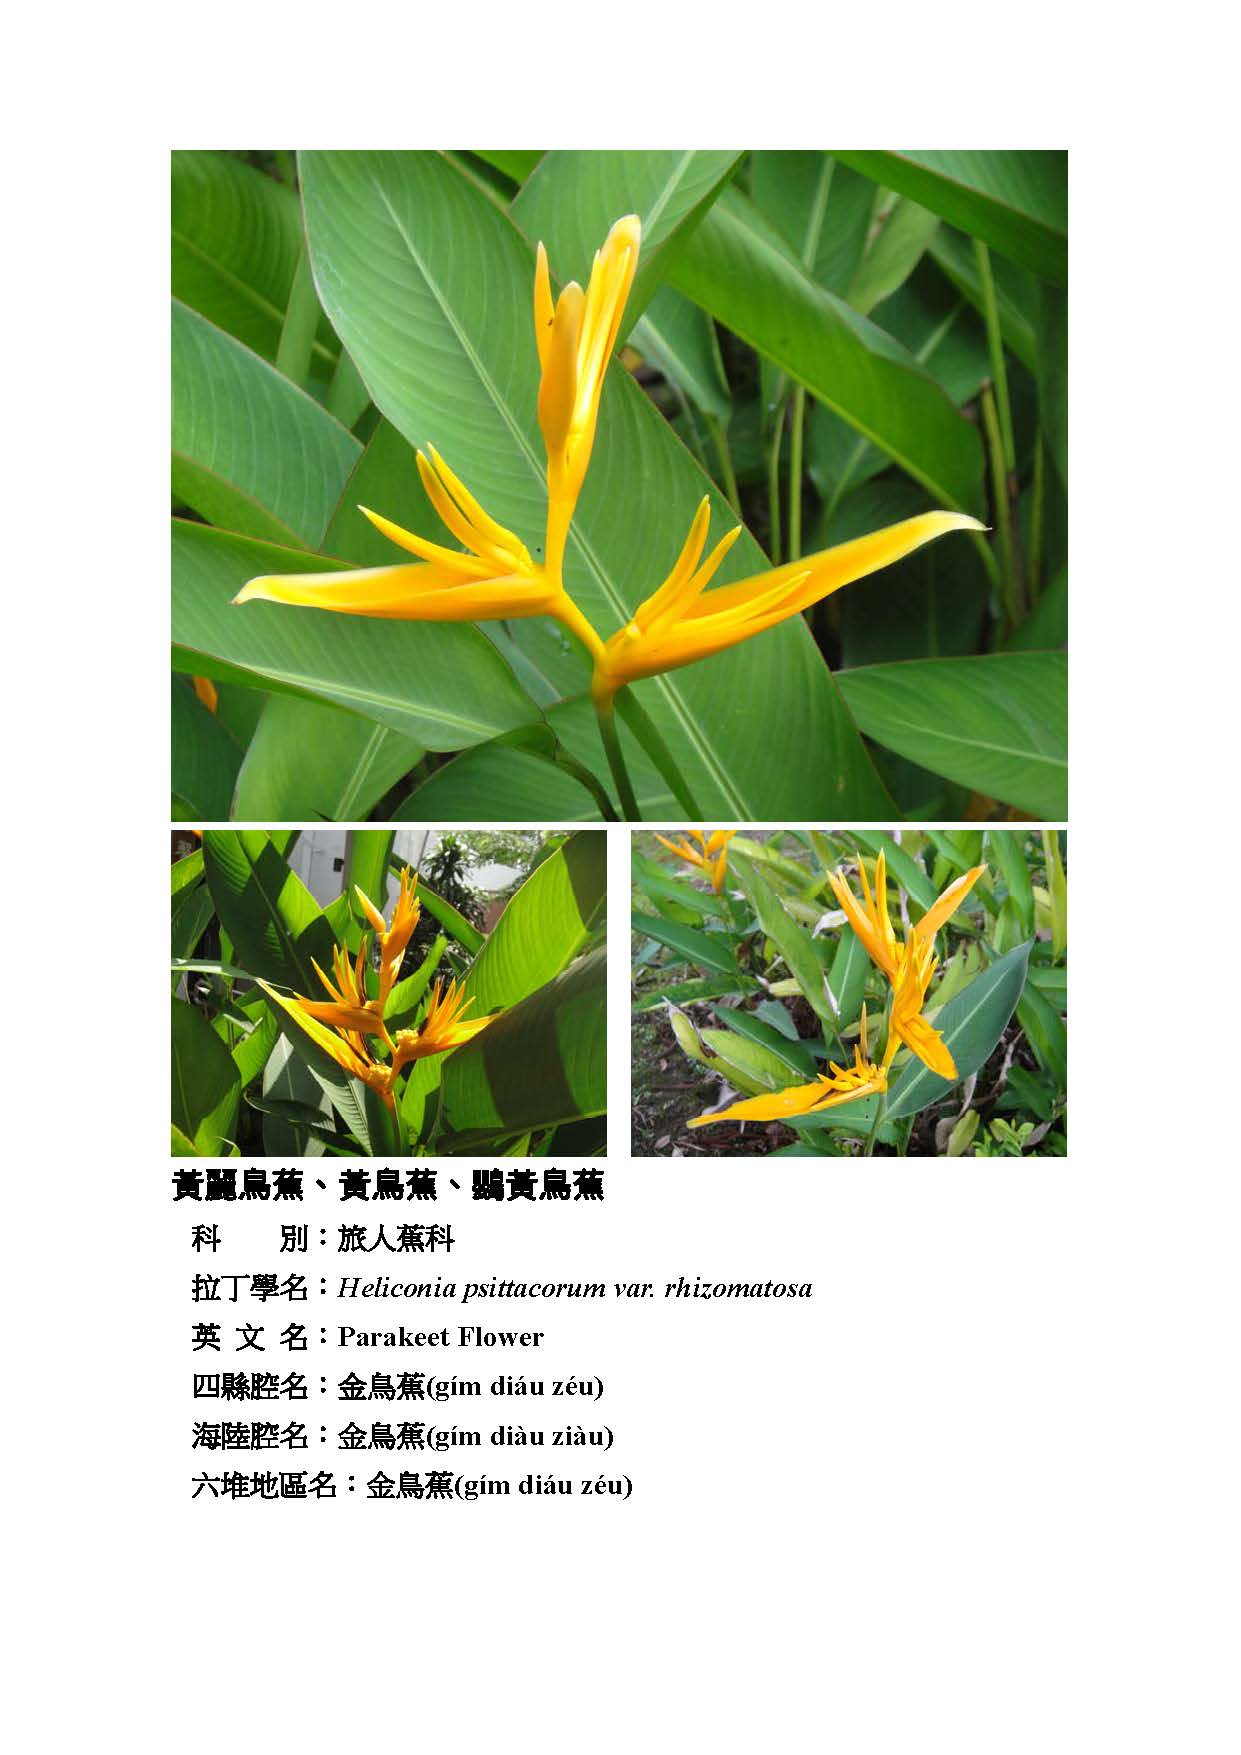 黃麗鳥蕉、黃鳥蕉、鸚黃鳥蕉
科　　別：旅人蕉科
拉丁學名：Heliconia psittacorum var. rhizomatosa
英 文 名：Parakeet Flower
四縣腔名：金鳥蕉(gím diáu zéu)
海陸腔名：金鳥蕉(gím diàu ziàu)
六堆地區名：金鳥蕉(gím diáu zéu)